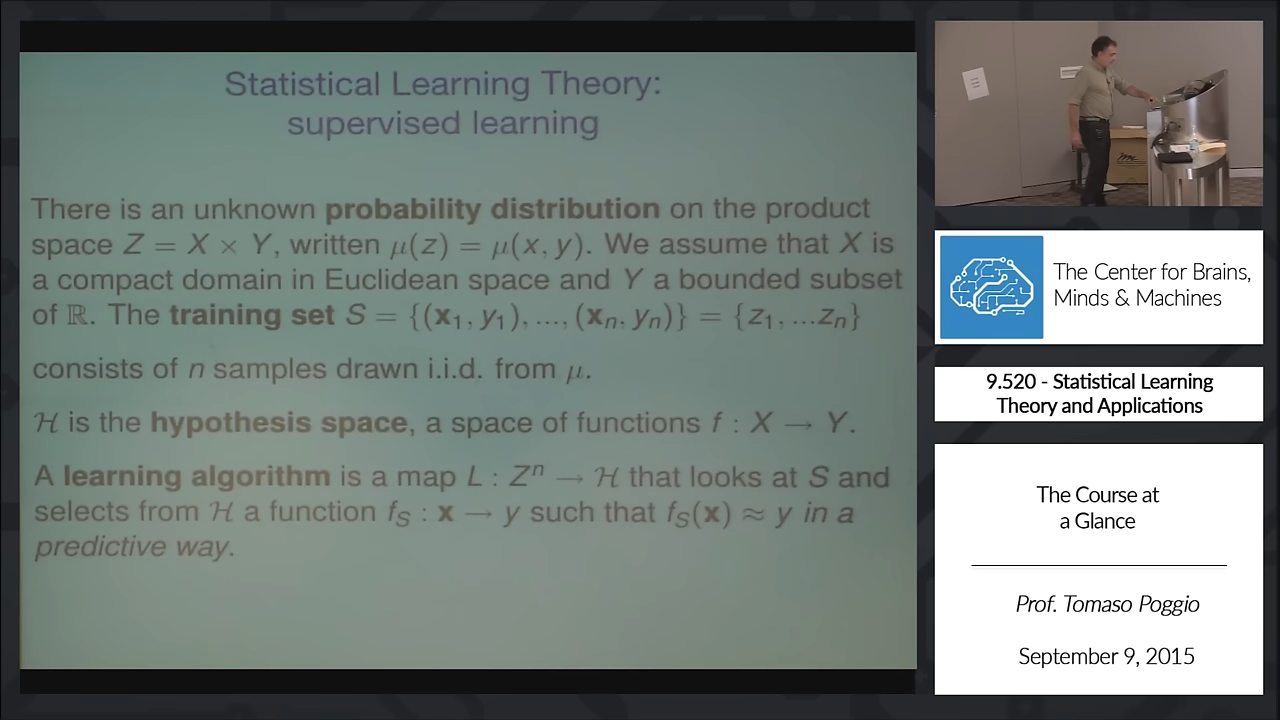 Statistical Learning Theory:
supervised learning
There is an unknown probability distribution on the product
space Z = X × Y, written μ(z) = μ(x, y). We assume that X is
a compact domain in Euclidean space and Y a bounded subset
of ℝ. The training set S = {(x₁, y₁), ..., (xₙ, yₙ)} = {z₁, ...zₙ}
consists of n samples drawn i.i.d. from μ.
ℋ is the hypothesis space, a space of functions f : X → Y.
A learning algorithm is a map L : Zⁿ → ℋ that looks at S and
selects from ℋ a function f_S : x → y such that f_S(x) ≈ y in a
predictive way.
The Center for Brains,
Minds & Machines
9.520 - Statistical Learning
Theory and Applications
The Course at
a Glance
Prof. Tomaso Poggio
September 9, 2015